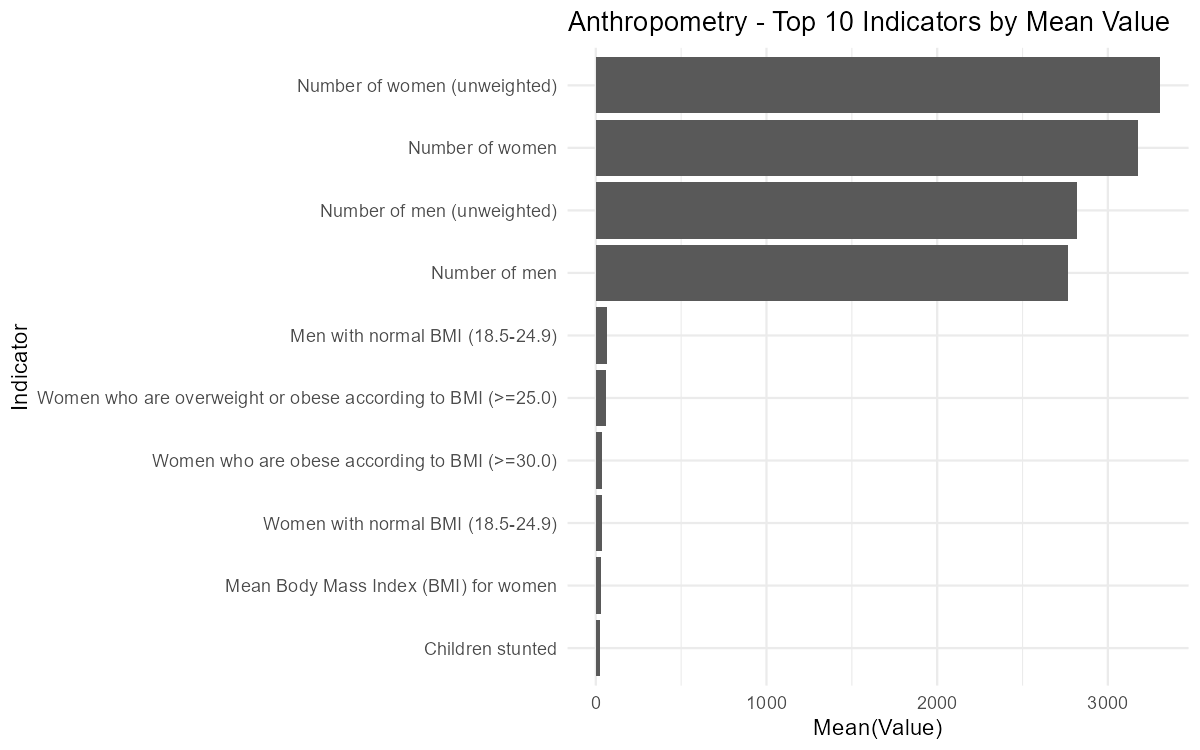 Anthropometry - Top 10 Indicators by Mean Value
Number of women (unweighted)
Number of women
Number of men (unweighted)
Number of men
Men with normal BMI (18.5-24.9)
Women who are overweight or obese according to BMI (>=25.0)
Women who are obese according to BMI (>=30.0)
Women with normal BMI (18.5-24.9)
Mean Body Mass Index (BMI) for women
Children stunted
Indicator
0 1000 2000 3000
Mean(Value)